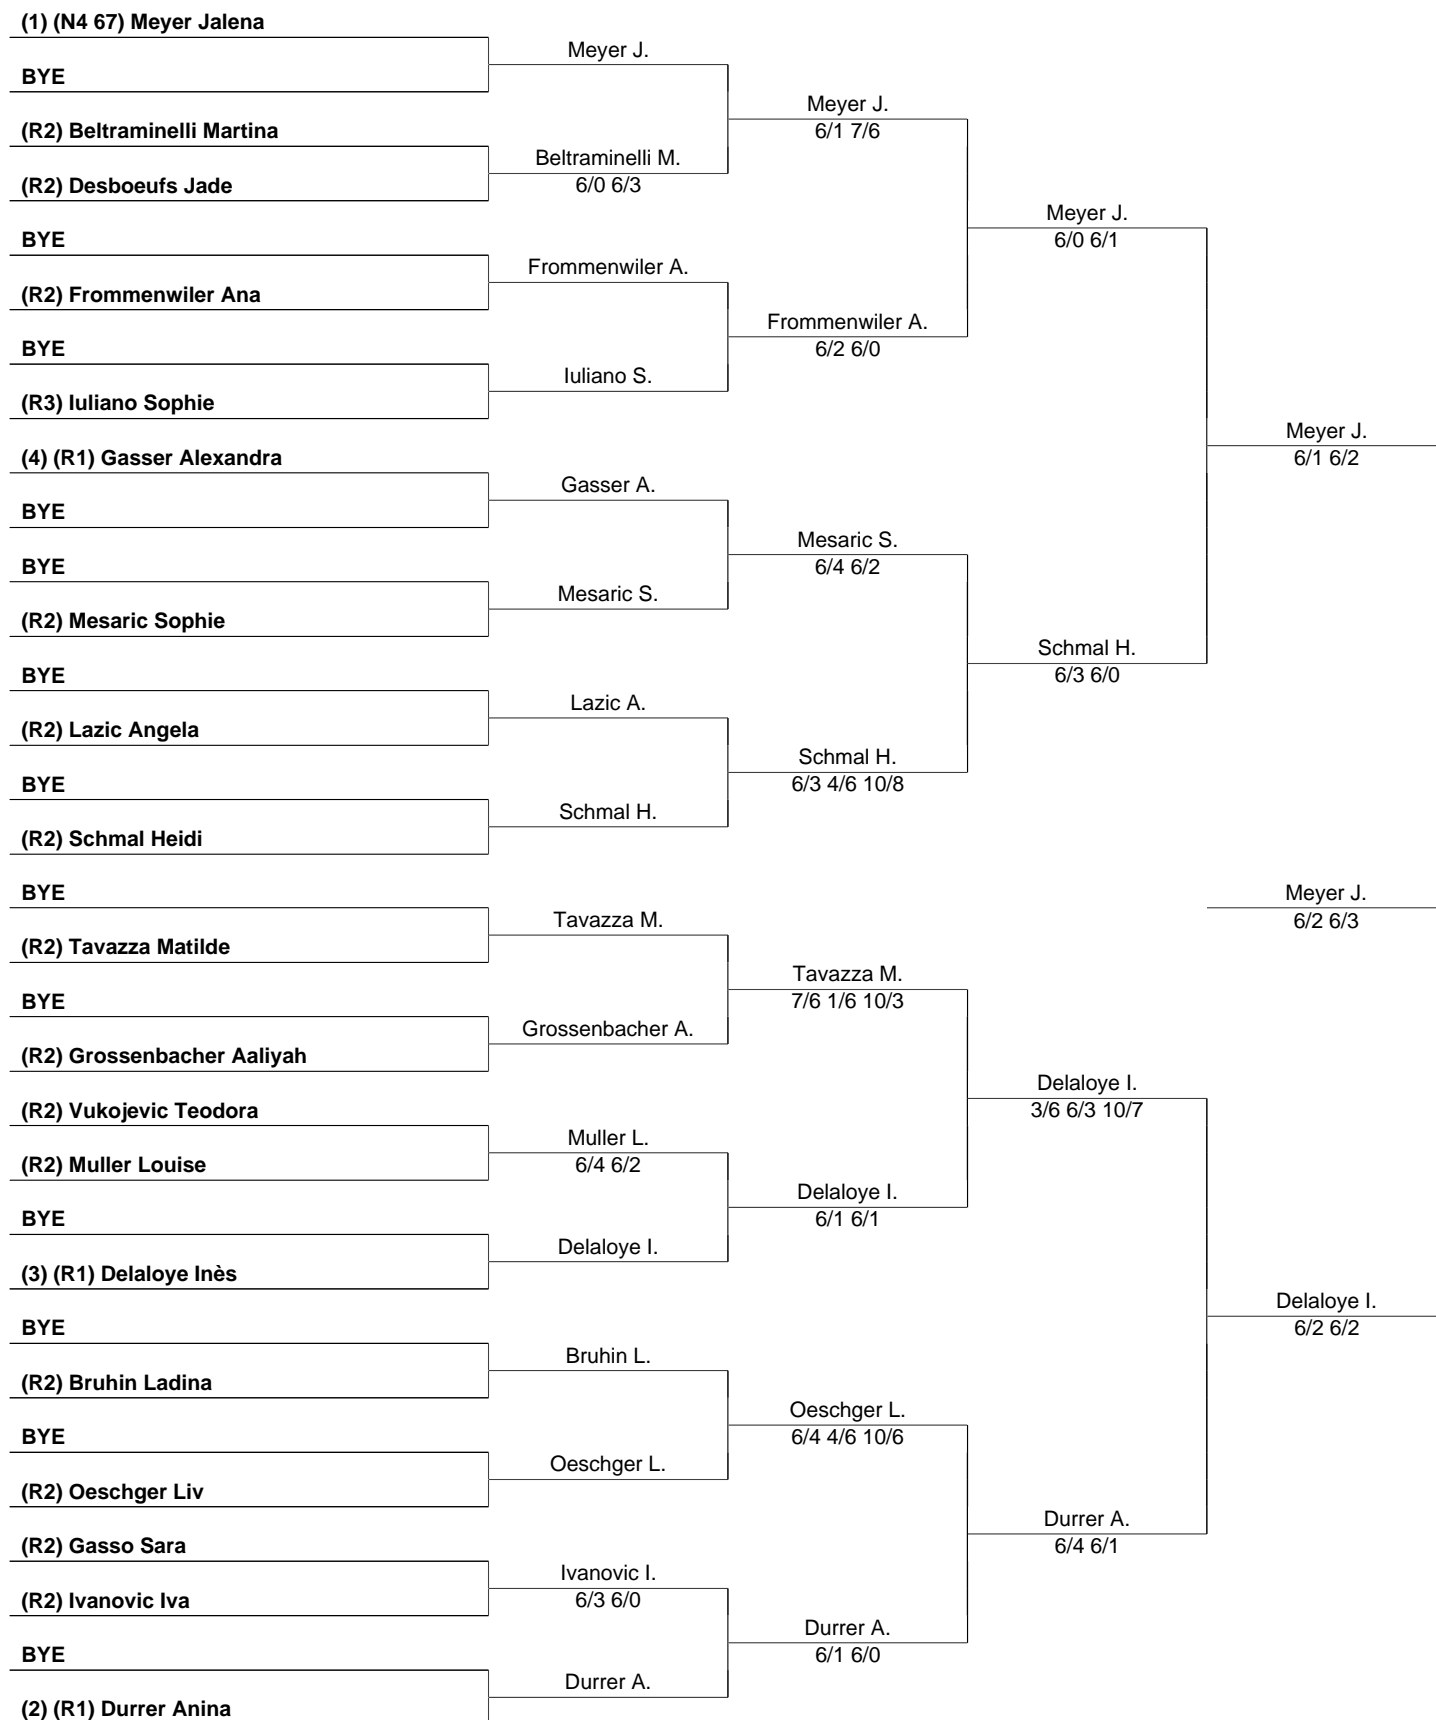 (1) (N4 67) Meyer Jalena
BYE
(R2) Beltraminelli Martina
(R2) Desboeufs Jade
BYE
(R2) Frommenwiler Ana
BYE
(R3) Iuliano Sophie
(4) (R1) Gasser Alexandra
BYE
BYE
(R2) Mesaric Sophie
BYE
(R2) Lazic Angela
BYE
(R2) Schmal Heidi
BYE
(R2) Tavazza Matilde
BYE
(R2) Grossenbacher Aaliyah
(R2) Vukojevic Teodora
(R2) Muller Louise
BYE
(3) (R1) Delaloye Inès
BYE
(R2) Bruhin Ladina
BYE
(R2) Oeschger Liv
(R2) Gasso Sara
(R2) Ivanovic Iva
BYE
(2) (R1) Durrer Anina
Meyer J.
Beltraminelli M.
6/0 6/3
Frommenwiler A.
Iuliano S.
Gasser A.
Mesaric S.
Lazic A.
Schmal H.
Tavazza M.
Grossenbacher A.
Muller L.
6/4 6/2
Delaloye I.
Bruhin L.
Oeschger L.
Ivanovic I.
6/3 6/0
Durrer A.
Meyer J.
6/1 7/6
Frommenwiler A.
6/2 6/0
Mesaric S.
6/4 6/2
Schmal H.
6/3 4/6 10/8
Tavazza M.
7/6 1/6 10/3
Delaloye I.
6/1 6/1
Oeschger L.
6/4 4/6 10/6
Durrer A.
6/1 6/0
Meyer J.
6/0 6/1
Schmal H.
6/3 6/0
Delaloye I.
3/6 6/3 10/7
Durrer A.
6/4 6/1
Meyer J.
6/1 6/2
Meyer J.
6/2 6/3
Delaloye I.
6/2 6/2